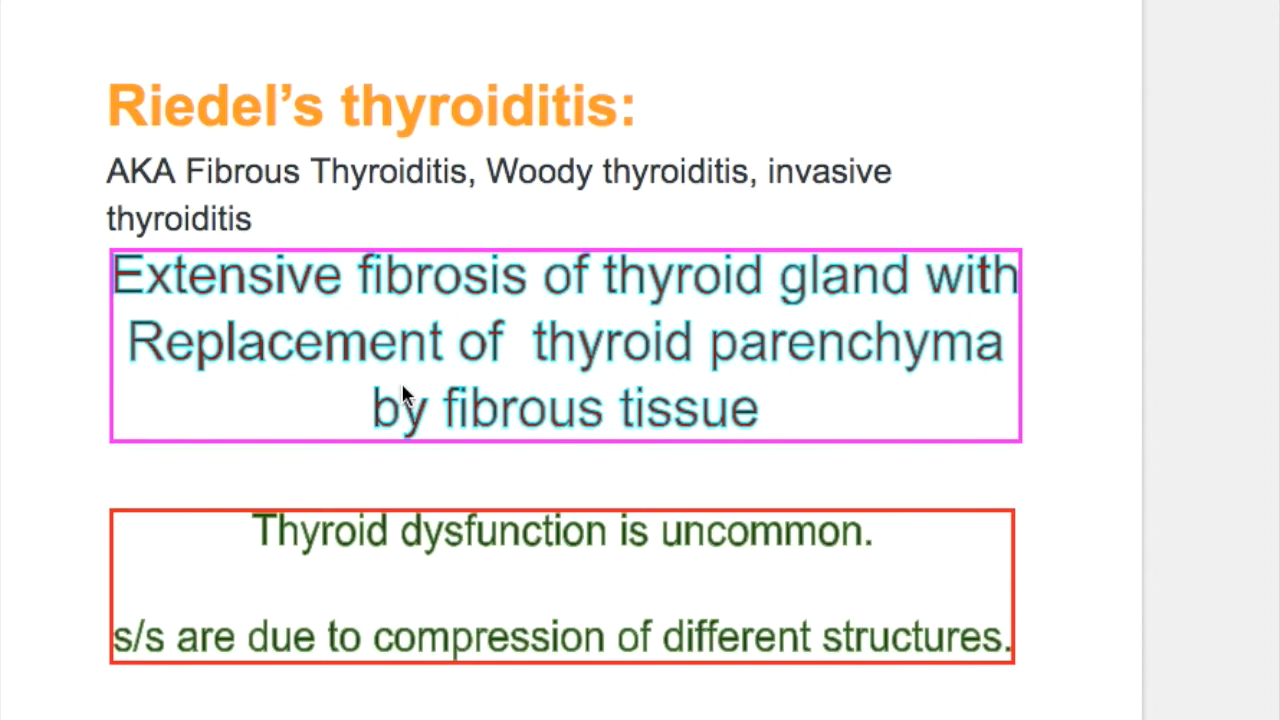 Riedel’s thyroiditis:
AKA Fibrous Thyroiditis, Woody thyroiditis, invasive
thyroiditis
Extensive fibrosis of thyroid gland with
Replacement of  thyroid parenchyma
by fibrous tissue
Thyroid dysfunction is uncommon.
s/s are due to compression of different structures.